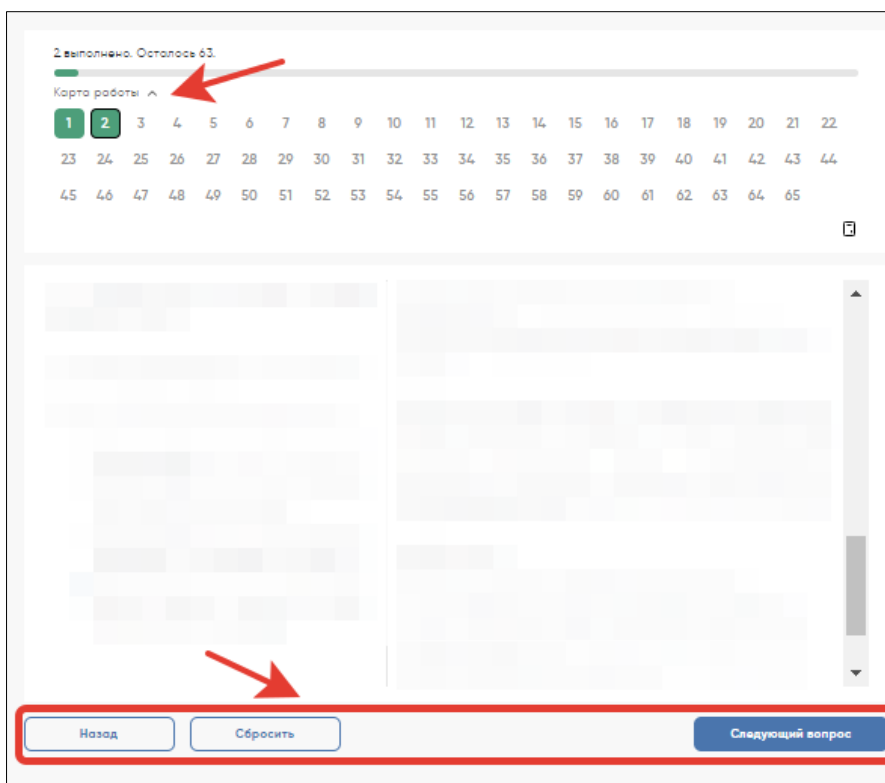 2 выполнено. Осталось 63.
Карта работы
1 2 3 4 5 6 7 8 9 10 11 12 13 14 15 16 17 18 19 20 21 22
23 24 25 26 27 28 29 30 31 32 33 34 35 36 37 38 39 40 41 42 43 44
45 46 47 48 49 50 51 52 53 54 55 56 57 58 59 60 61 62 63 64 65
Назад Сбросить Следующий вопрос